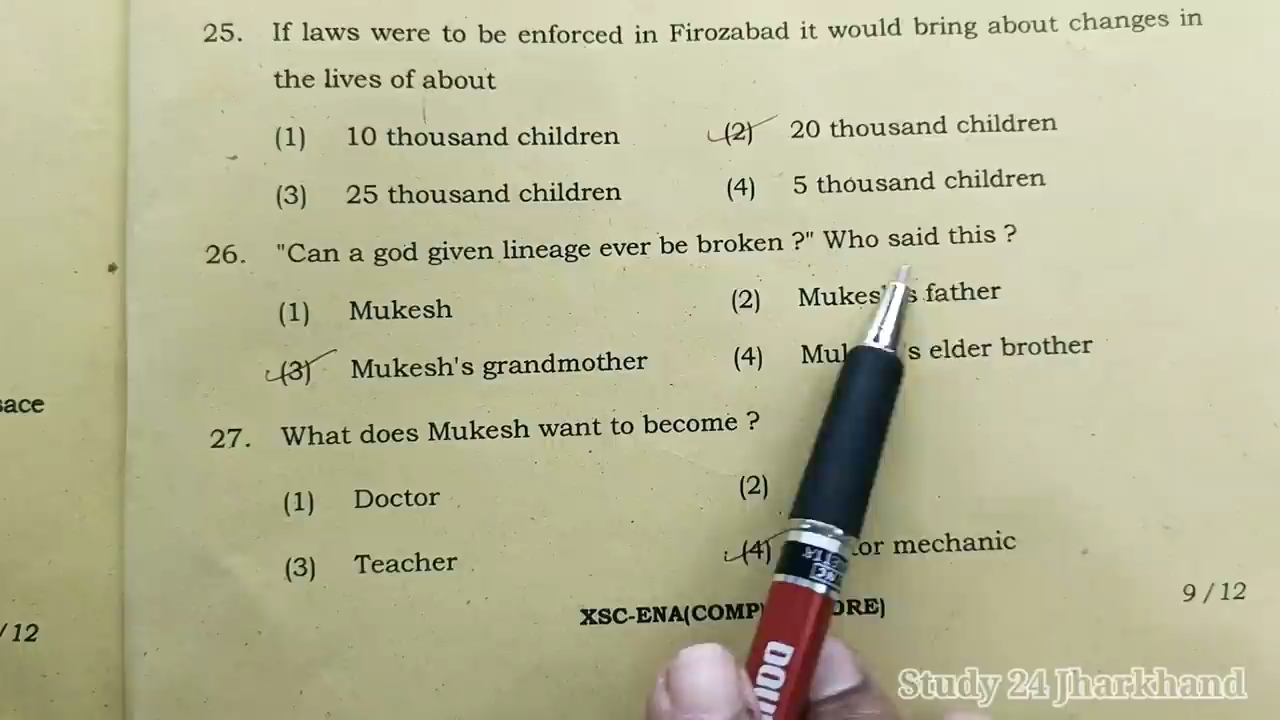 25. If laws were to be enforced in Firozabad it would bring about changes in
the lives of about
(1) 10 thousand children (2) 20 thousand children
(3) 25 thousand children (4) 5 thousand children
26. "Can a god given lineage ever be broken ?" Who said this ?
(1) Mukesh (2) Mukesh's father
(3) Mukesh's grandmother (4) Mukesh's elder brother
27. What does Mukesh want to become ?
(1) Doctor (2)
(3) Teacher (4) mechanic
XSC-ENA(COMP
9 / 12
sace
/ 12
Study 24 Jharkhand